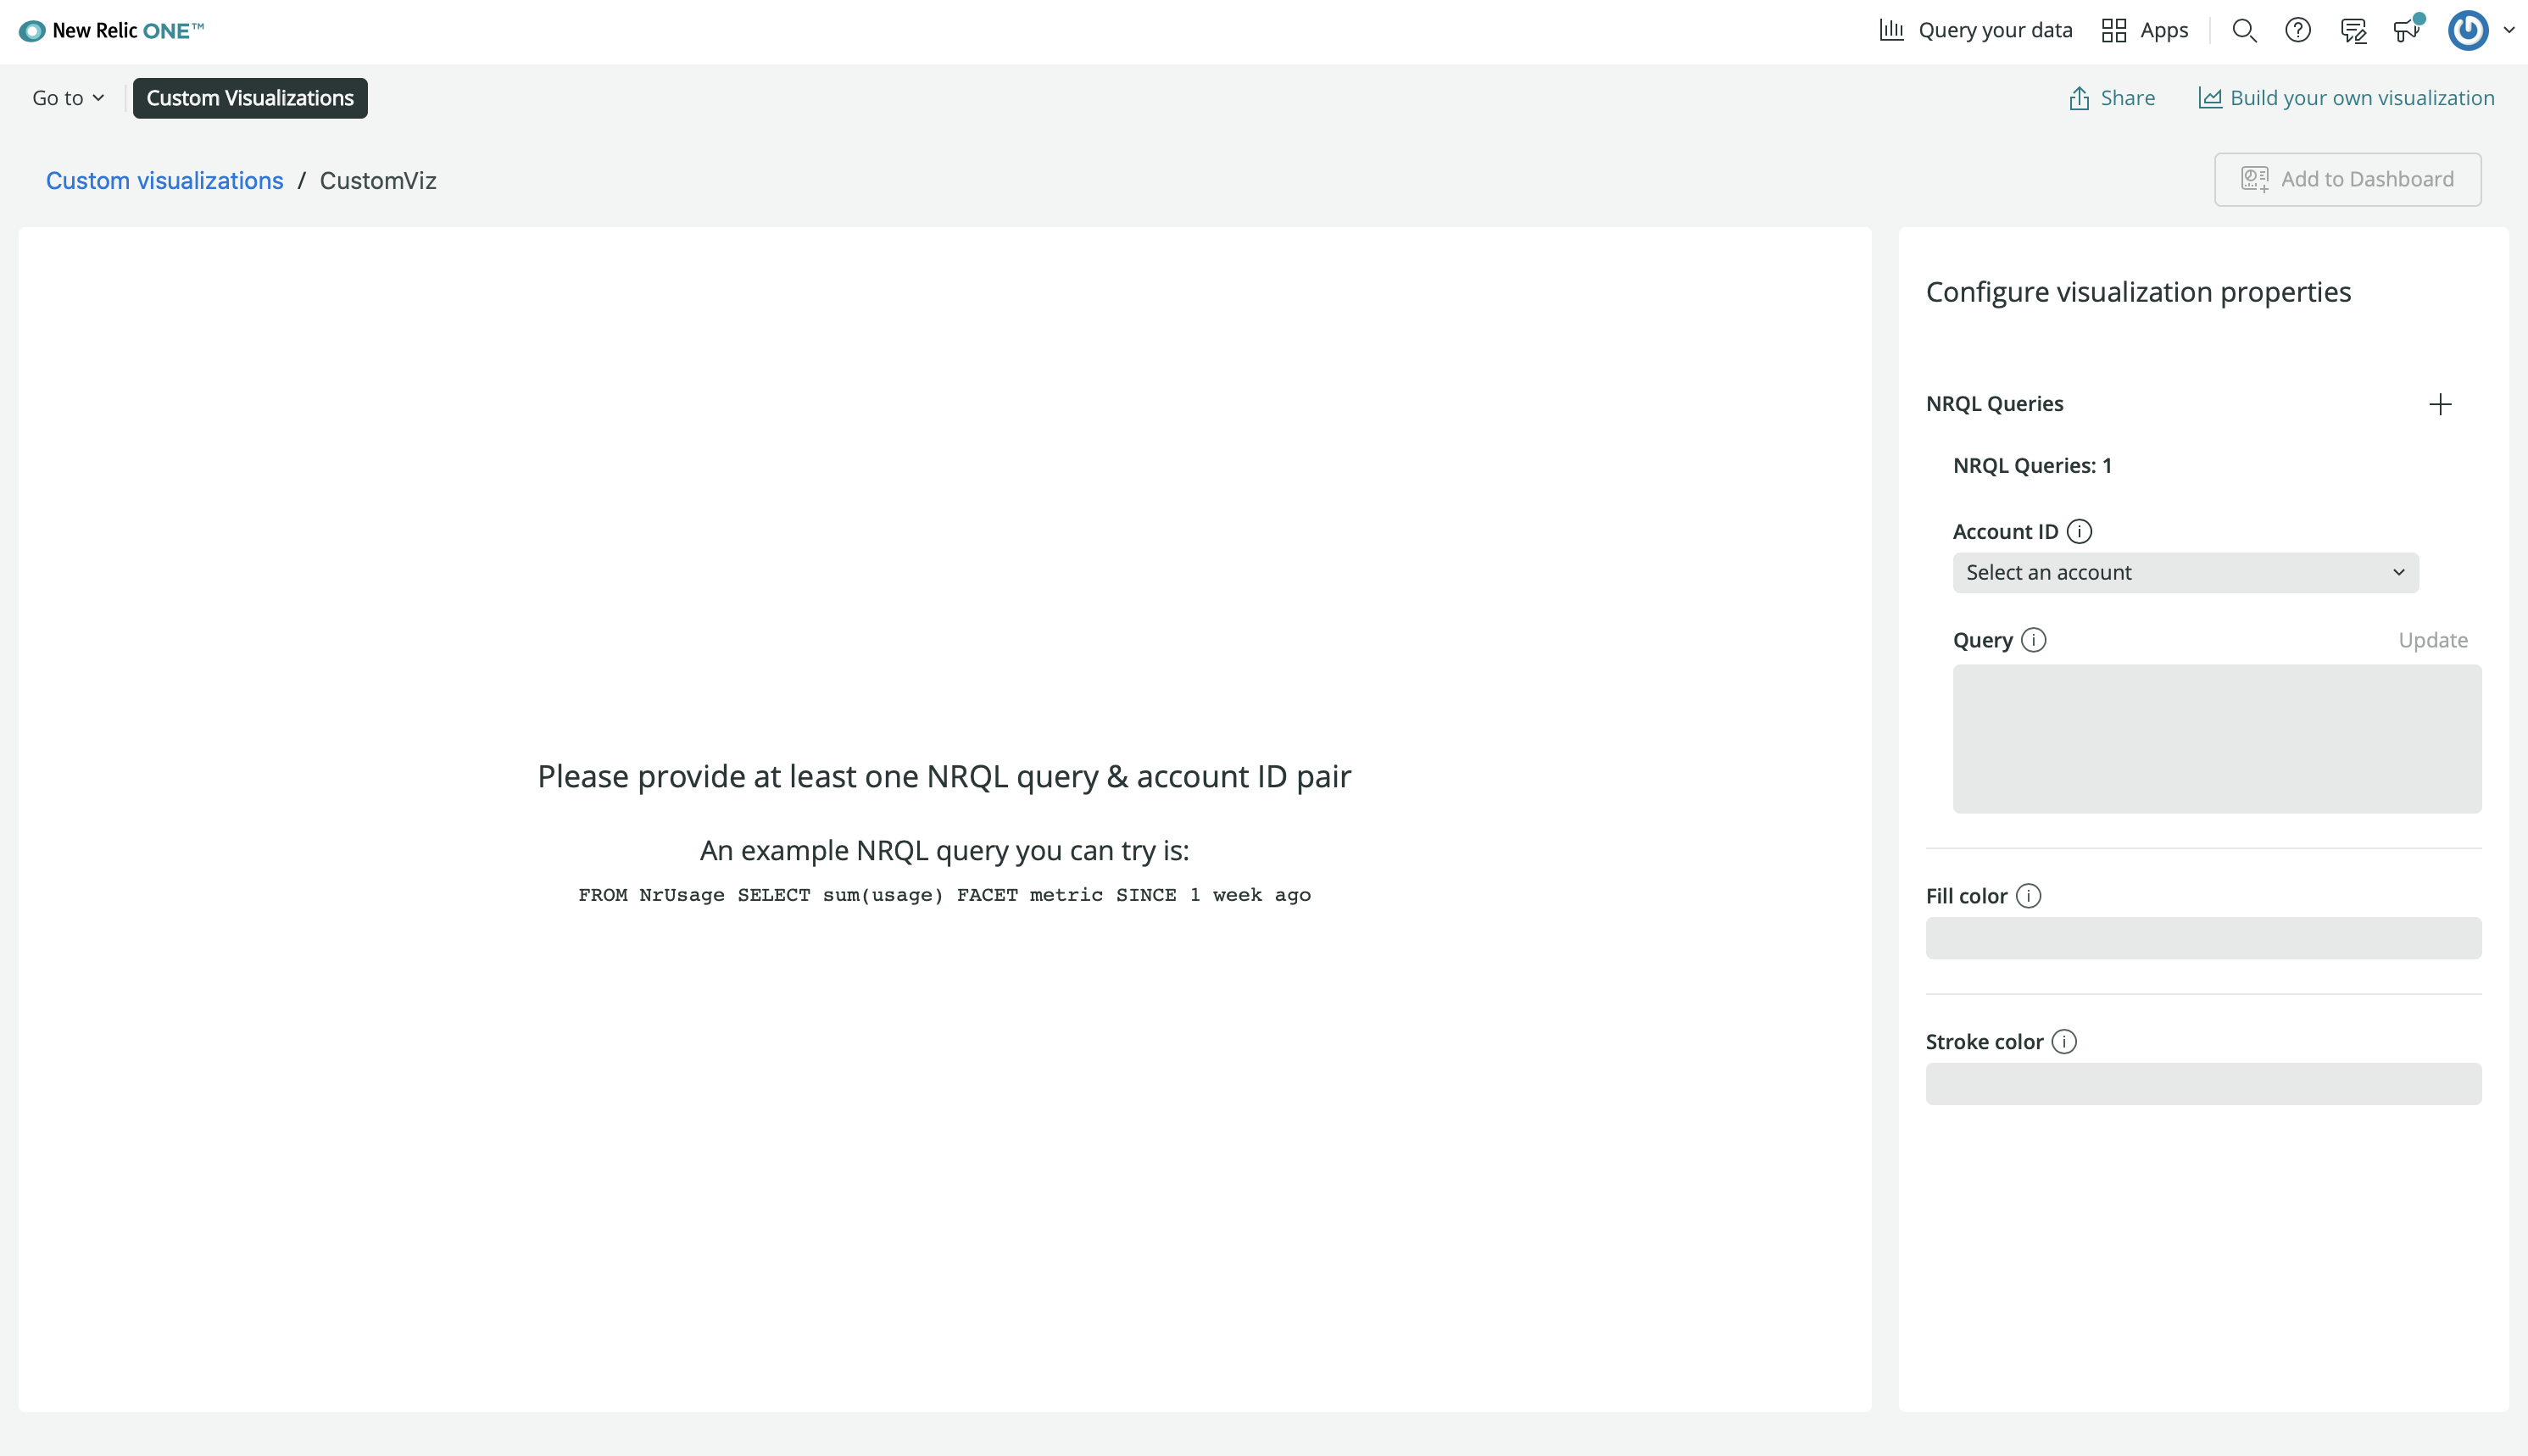 New Relic ONE™
Query your data
Apps
Go to
Custom Visualizations
Share
Build your own visualization
Custom visualizations / CustomViz
Add to Dashboard
Please provide at least one NRQL query & account ID pair
An example NRQL query you can try is:
FROM NrUsage SELECT sum(usage) FACET metric SINCE 1 week ago
Configure visualization properties
NRQL Queries
NRQL Queries: 1
Account ID
Select an account
Query
Update
Fill color
Stroke color